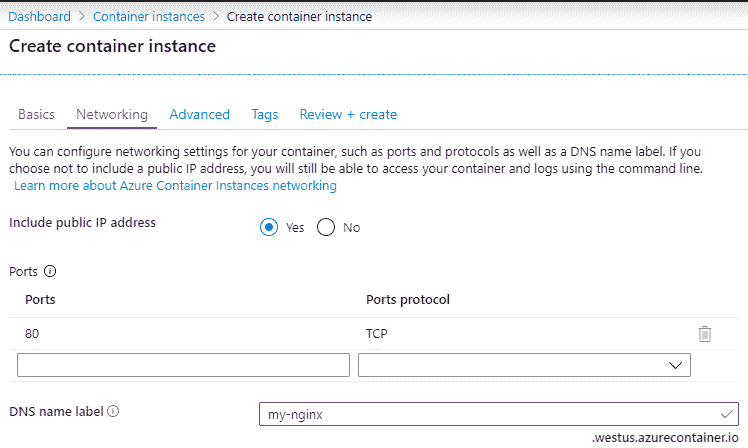 Dashboard > Container instances > Create container instance
Create container instance
Basics Networking Advanced Tags Review + create
You can configure networking settings for your container, such as ports and protocols as well as a DNS name label. If you
choose not to include a public IP address, you will still be able to access your container and logs using the command line.
Learn more about Azure Container Instances networking
Include public IP address Yes No
Ports
Ports Ports protocol
80 TCP
DNS name label my-nginx
.westus.azurecontainer.io